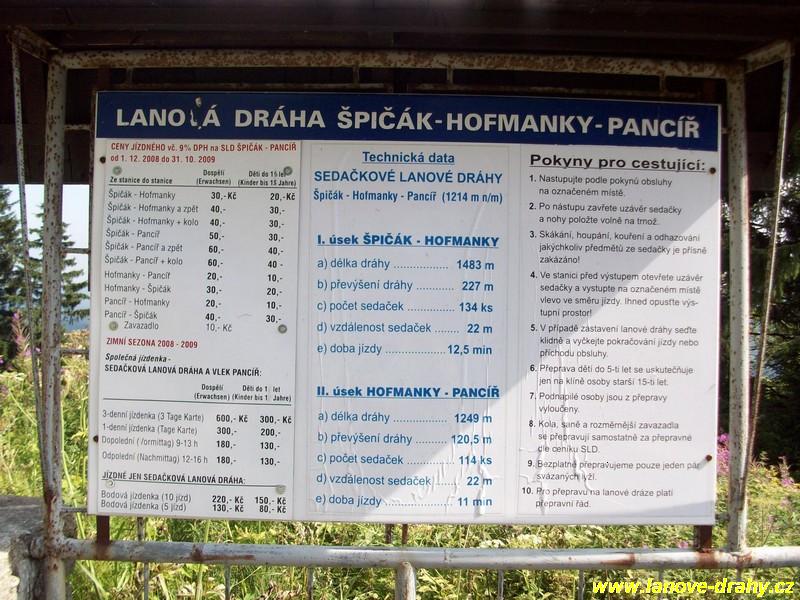 LANOVÁ DRÁHA ŠPIČÁK-HOFMANKY-PANCÍŘ
CENY JÍZDNÉHO vč. 9% DPH na SLD ŠPIČÁK - PANCÍŘ
od 1. 12. 2008 do 31. 10. 2009
Ze stanice do stanice Dospělí (Erwachsen) Děti do 15 let (Kinder bis 15 Jahre)
Špičák - Hofmanky 30,- Kč 20,- Kč
Špičák - Hofmanky a zpět 40,- 30,-
Špičák - Hofmanky + kolo 40,- 30,-
Špičák - Pancíř 50,- 30,-
Špičák - Pancíř a zpět 60,- 40,-
Špičák - Pancíř + kolo 60,- 40,-
Hofmanky - Pancíř 20,- 10,-
Hofmanky - Špičák 30,- 20,-
Pancíř - Hofmanky 20,- 10,-
Pancíř - Špičák 40,- 30,-
Zavazadlo 10,- Kč
ZIMNÍ SEZONA 2008 - 2009
Společná jízdenka -
SEDAČKOVÁ LANOVÁ DRÁHA A VLEK PANCÍŘ:
Dospělí (Erwachsen) Děti do 1 let (Kinder bis 1 Jahre)
3-denní jízdenka (3 Tage Karte) 600,- Kč 300,- Kč
1-denní jízdenka (Tage Karte) 300,- 200,-
Dopolední (Vormittag) 9-13 h 180,- 130,-
Odpolední (Nachmittag) 12-16 h 180,- 130,-
JÍZDNÉ JEN SEDAČKOVÁ LANOVÁ DRÁHA:
Bodová jízdenka (10 jízd) 220,- Kč 150,- Kč
Bodová jízdenka (5 jízd) 130,- Kč 80,- Kč
Technická data
SEDAČKOVÉ LANOVÉ DRÁHY
Špičák - Hofmanky - Pancíř (1214 m n/m)
I. úsek ŠPIČÁK - HOFMANKY
a) délka dráhy .............. 1483 m
b) převýšení dráhy ......... 227 m
c) počet sedaček ............ 134 ks
d) vzdálenost sedaček ....... 22 m
e) doba jízdy ................. 12,5 min
II. úsek HOFMANKY - PANCÍŘ
a) délka dráhy ............... 1249 m
b) převýšení dráhy .......... 120,5 m
c) počet sedaček ............ 114 ks
d) vzdálenost sedaček ........ 22 m
e) doba jízdy ................. 11 min
Pokyny pro cestující:
1. Nastupujte podle pokynů obsluhy
na označeném místě.
2. Po nástupu zavřete uzávěr sedačky
a nohy položte volně na trnož.
3. Skákání, houpání, kouření a odhazování
jakýchkoliv předmětů ze sedačky je přísně
zakázáno!
4. Ve stanici před výstupem otevřete uzávěr
sedačky a vystupte na označeném místě
vlevo ve směru jízdy. Ihned opusťte výs-
tupní prostor!
5. V případě zastavení lanové dráhy seďte
klidně a vyčkejte pokračování jízdy nebo
příchodu obsluhy.
6. Přeprava dětí do 5-ti let se uskutečňuje
jen na klíně osoby starší 15-ti let.
7. Podnapilé osoby jsou z přepravy
vyloučeny.
8. Kola, saně a rozměrnější zavazadla
se přepravují samostatně za přepravné
dle ceníku SLD.
9. Bezplatně přepravujeme pouze jeden pár
svázaných lyží.
10. Pro přepravu na lanové dráze platí
přepravní řád.
www.lanove-drahy.cz